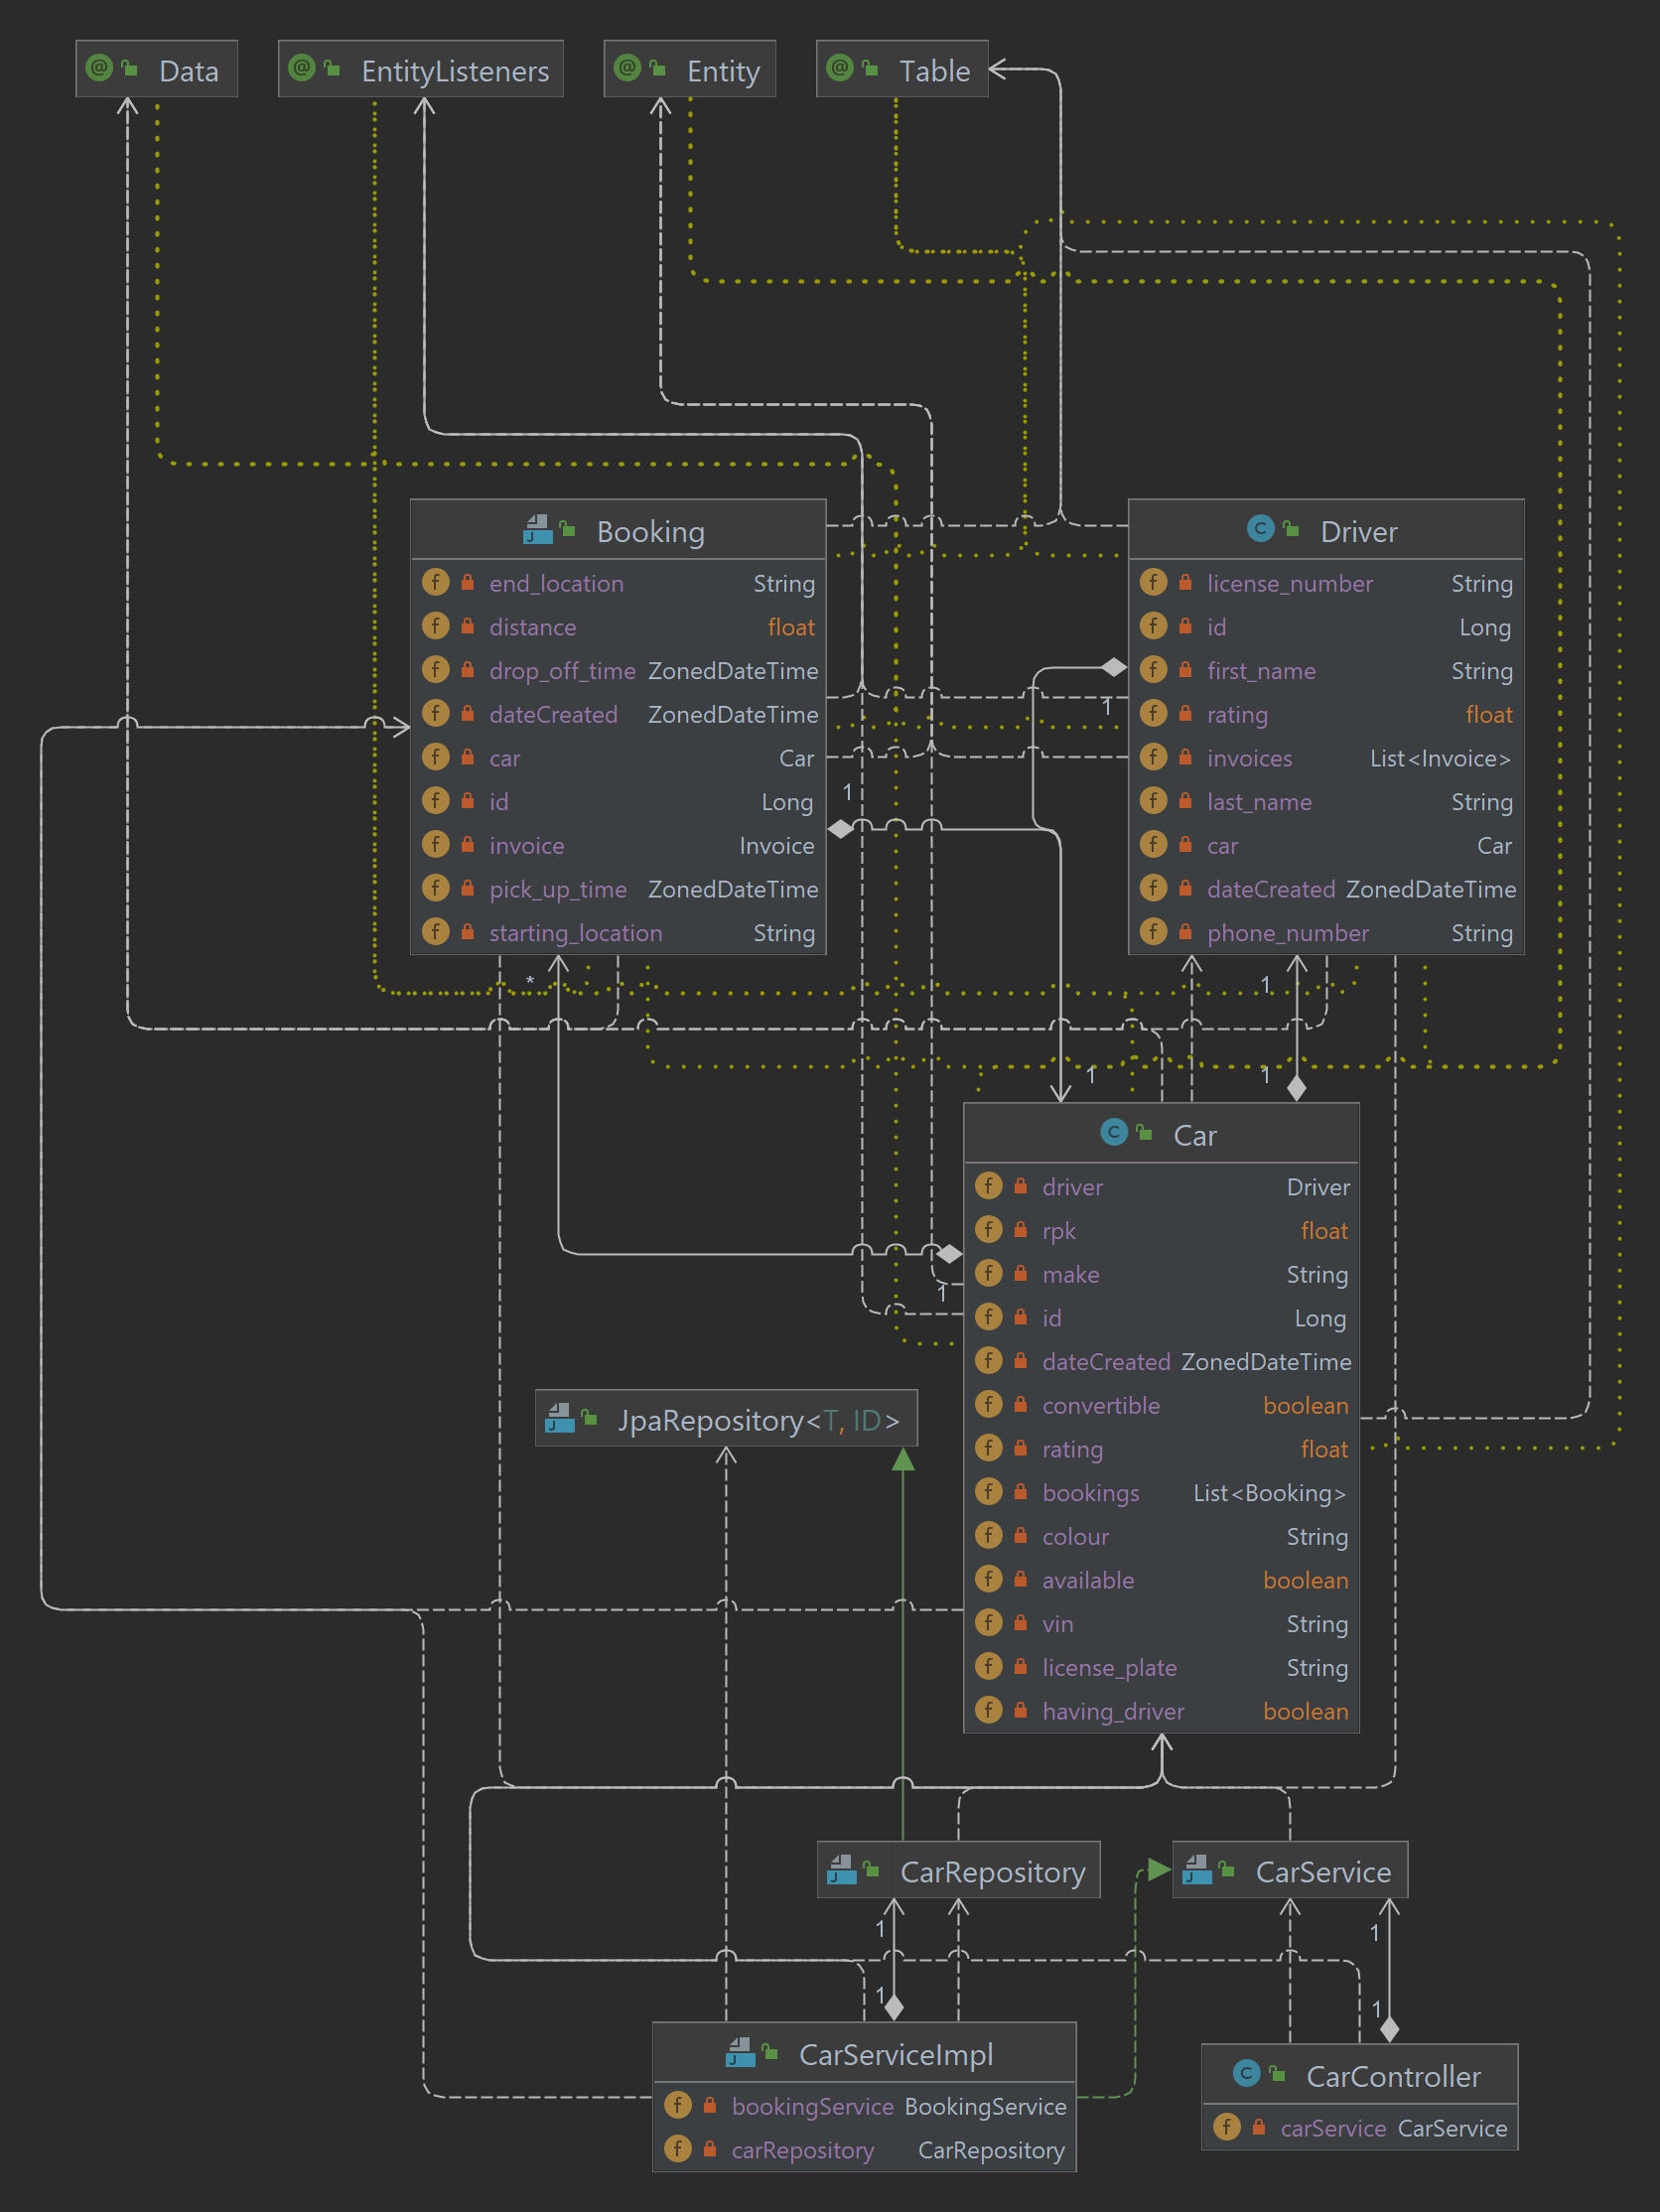 Data
EntityListeners
Entity
Table
Booking
end_location String
distance float
drop_off_time ZonedDateTime
dateCreated ZonedDateTime
car Car
id Long
invoice Invoice
pick_up_time ZonedDateTime
starting_location String
Driver
license_number String
id Long
first_name String
rating float
invoices List<Invoice>
last_name String
car Car
dateCreated ZonedDateTime
phone_number String
1
1
*
1
1
1
1
Car
driver Driver
rpk float
make String
id Long
dateCreated ZonedDateTime
convertible boolean
rating float
bookings List<Booking>
colour String
available boolean
vin String
license_plate String
having_driver boolean
JpaRepository<T, ID>
CarRepository
CarService
1
1
1
1
CarServiceImpl
bookingService BookingService
carRepository CarRepository
CarController
carService CarService